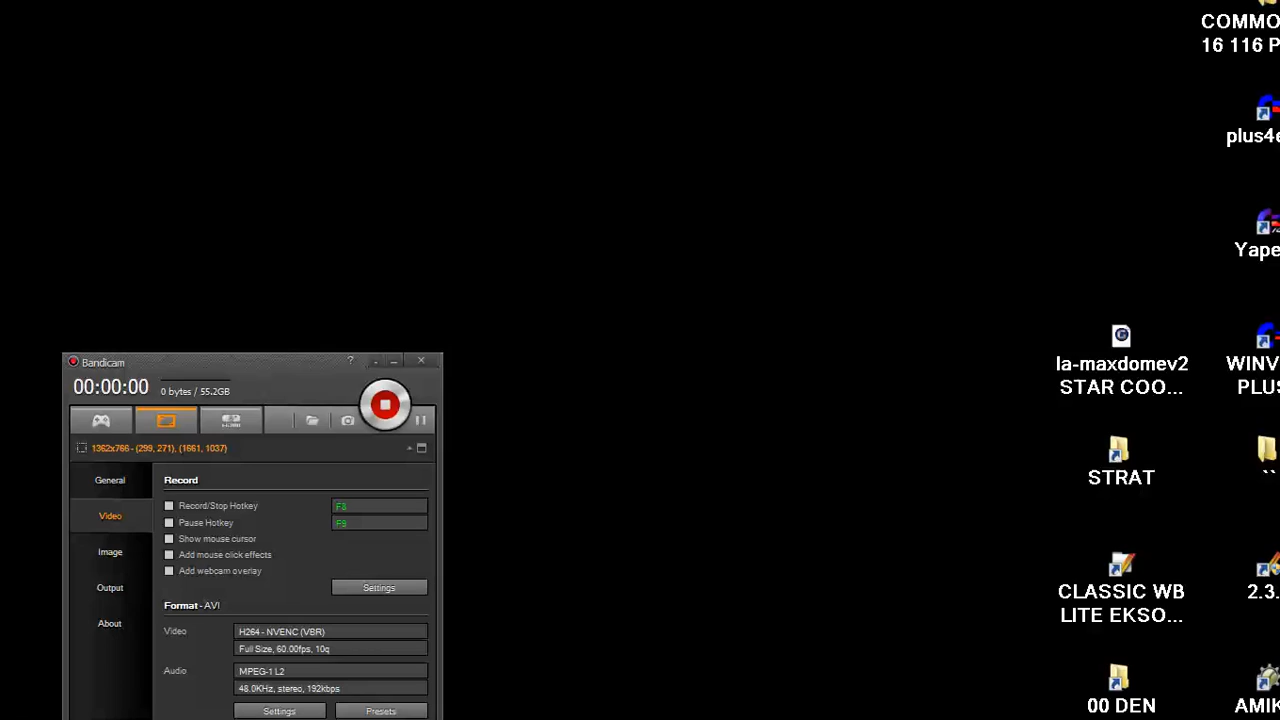 COMMO
16 116 P
plus4e
Yape
la-maxdomev2
STAR COO...
WINV
PLUS
STRAT
``
CLASSIC WB
LITE EKSO...
2.3.
00 DEN
AMIK
Bandicam
?
00:00:00
0 bytes / 55.2GB
1362x766 - (299, 271), (1661, 1037)
General
Video
Image
Output
About
Record
Record/Stop Hotkey
F8
Pause Hotkey
F9
Show mouse cursor
Add mouse click effects
Add webcam overlay
Settings
Format - AVI
Video
H264 - NVENC (VBR)
Full Size, 60.00fps, 10q
Audio
MPEG-1 L2
48.0KHz, stereo, 192kbps
Settings
Presets